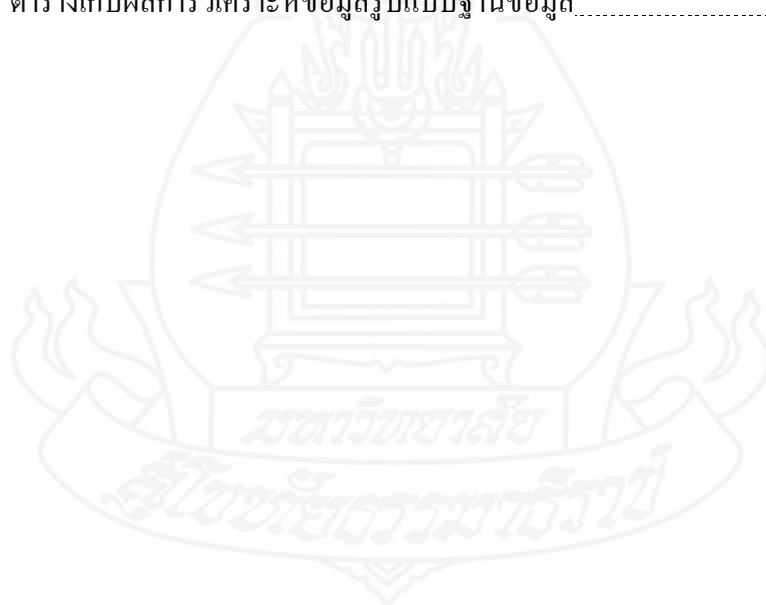 ตารางเก็บผลการวิเคราะห์ข้อมูลรูปแบบฐานข้อมูล
มหาวิทยาลัย
สุโขทัยธรรมาธิราช